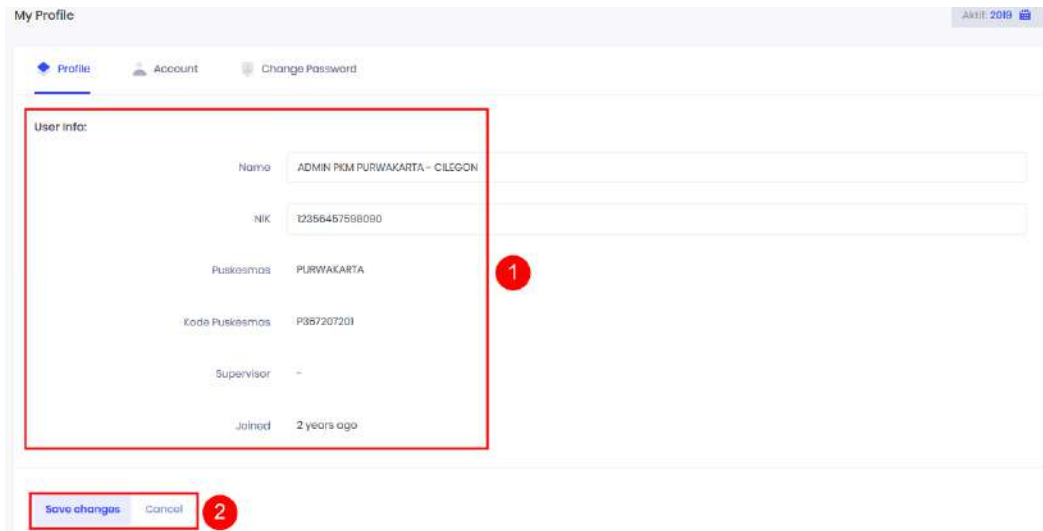 My Profile
Aktif: 2019
Profile Account Change Password
User Info:
Name ADMIN PKM PURWAKARTA - CILEGON
NIK 12356457598090
Puskesmas PURWAKARTA
1
Kode Puskesmas P367207201
Supervisor -
Joined 2 years ago
Save changes Cancel 2